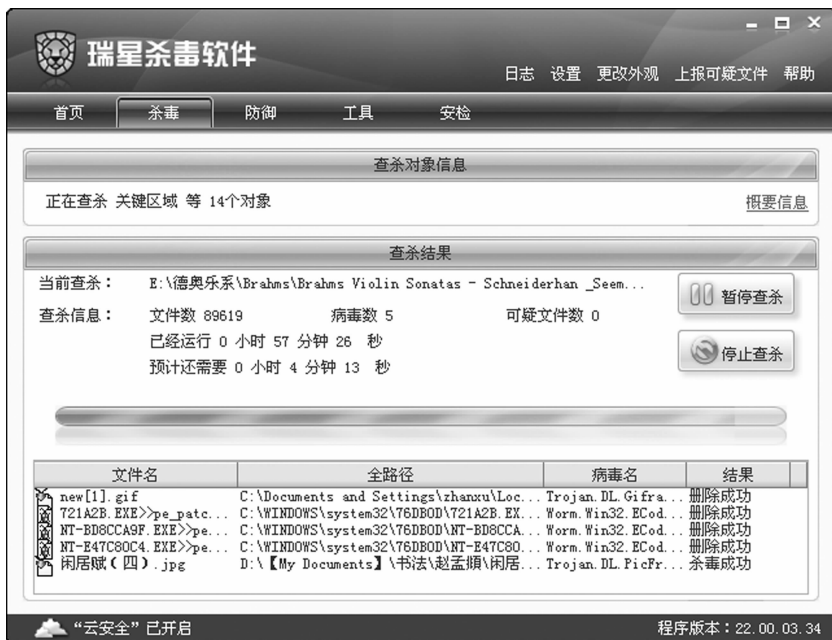 瑞星杀毒软件
日志 设置 更改外观 上报可疑文件 帮助
首页 杀毒 防御 工具 安检
查杀对象信息
正在查杀 关键区域 等 14个对象 概要信息
查杀结果
当前查杀： E:\德奥乐系\Brahms\Brahms Violin Sonatas - Schneiderhan _Seem...
暂停查杀
查杀信息： 文件数 89619 病毒数 5 可疑文件数 0
已经运行 0 小时 57 分钟 26 秒
停止查杀
预计还需要 0 小时 4 分钟 13 秒
文件名 全路径 病毒名 结果
new[1].gif C:\Documents and Settings\zhanxu\Loc... Trojan.DL.Gifra... 删除成功
721A2B.EXE>>pe_patc... C:\WINDOWS\system32\76DBOD\721A2B.EX... Worm.Win32.ECod... 删除成功
NT-BD8CCA9F.EXE>>pe... C:\WINDOWS\system32\76DBOD\NT-BD8CCA... Worm.Win32.ECod... 删除成功
NT-E47C80C4.EXE>>pe... C:\WINDOWS\system32\76DBOD\NT-E47C80... Worm.Win32.ECod... 删除成功
闲居赋(四).jpg D:\【My Documents】\书法\赵孟頫\闲居... Trojan.DL.PicFr... 杀毒成功
“云安全”已开启 程序版本：22.00.03.34